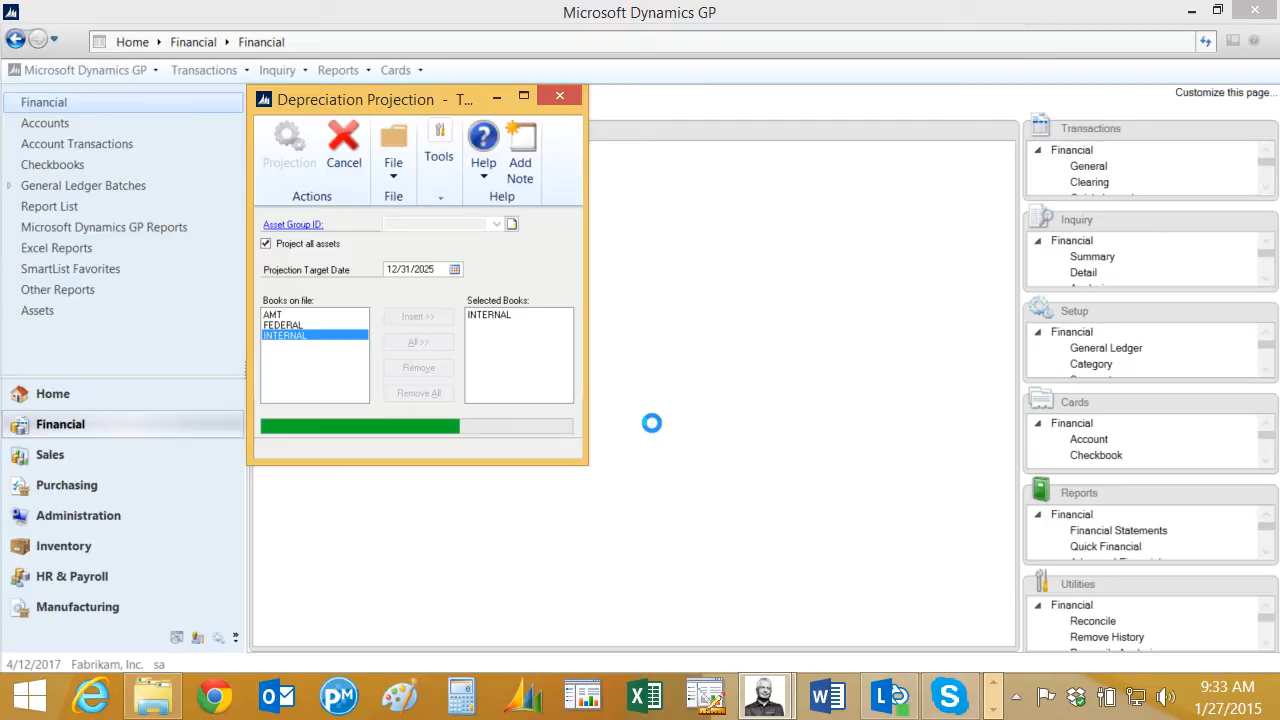 Microsoft Dynamics GP
Home Financial Financial
Microsoft Dynamics GP Transactions Inquiry Reports Cards
Customize this page...
Financial
Accounts
Account Transactions
Checkbooks
General Ledger Batches
Report List
Microsoft Dynamics GP Reports
Excel Reports
SmartList Favorites
Other Reports
Assets
Home
Financial
Sales
Purchasing
Administration
Inventory
HR & Payroll
Manufacturing
Depreciation Projection - T...
Projection
Cancel
File
Tools
Help
Add
Note
Actions
File
Help
Asset Group ID:
Project all assets
Projection Target Date 12/31/2025
Books on file:
AMT
FEDERAL
INTERNAL
Insert >>
All >>
Remove
Remove All
Selected Books:
INTERNAL
Transactions
Financial
General
Clearing
Inquiry
Financial
Summary
Detail
Setup
Financial
General Ledger
Category
Cards
Financial
Account
Checkbook
Reports
Financial
Financial Statements
Quick Financial
Utilities
Financial
Reconcile
Remove History
4/12/2017 Fabrikam, Inc. sa
9:33 AM
1/27/2015